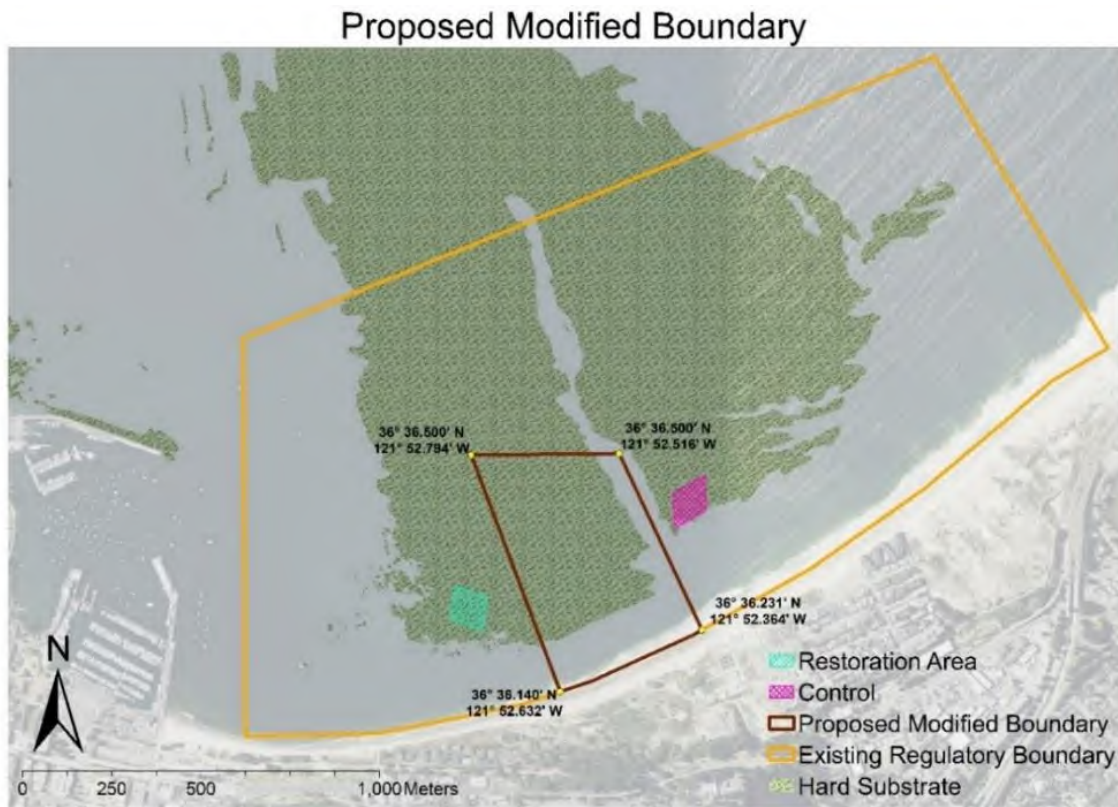 Proposed Modified Boundary
36° 36.500' N
121° 52.794' W
36° 36.500' N
121° 52.516' W
36° 36.231' N
121° 52.364' W
36° 36.140' N
121° 52.632' W
N
0 250 500 1,000 Meters
Restoration Area
Control
Proposed Modified Boundary
Existing Regulatory Boundary
Hard Substrate